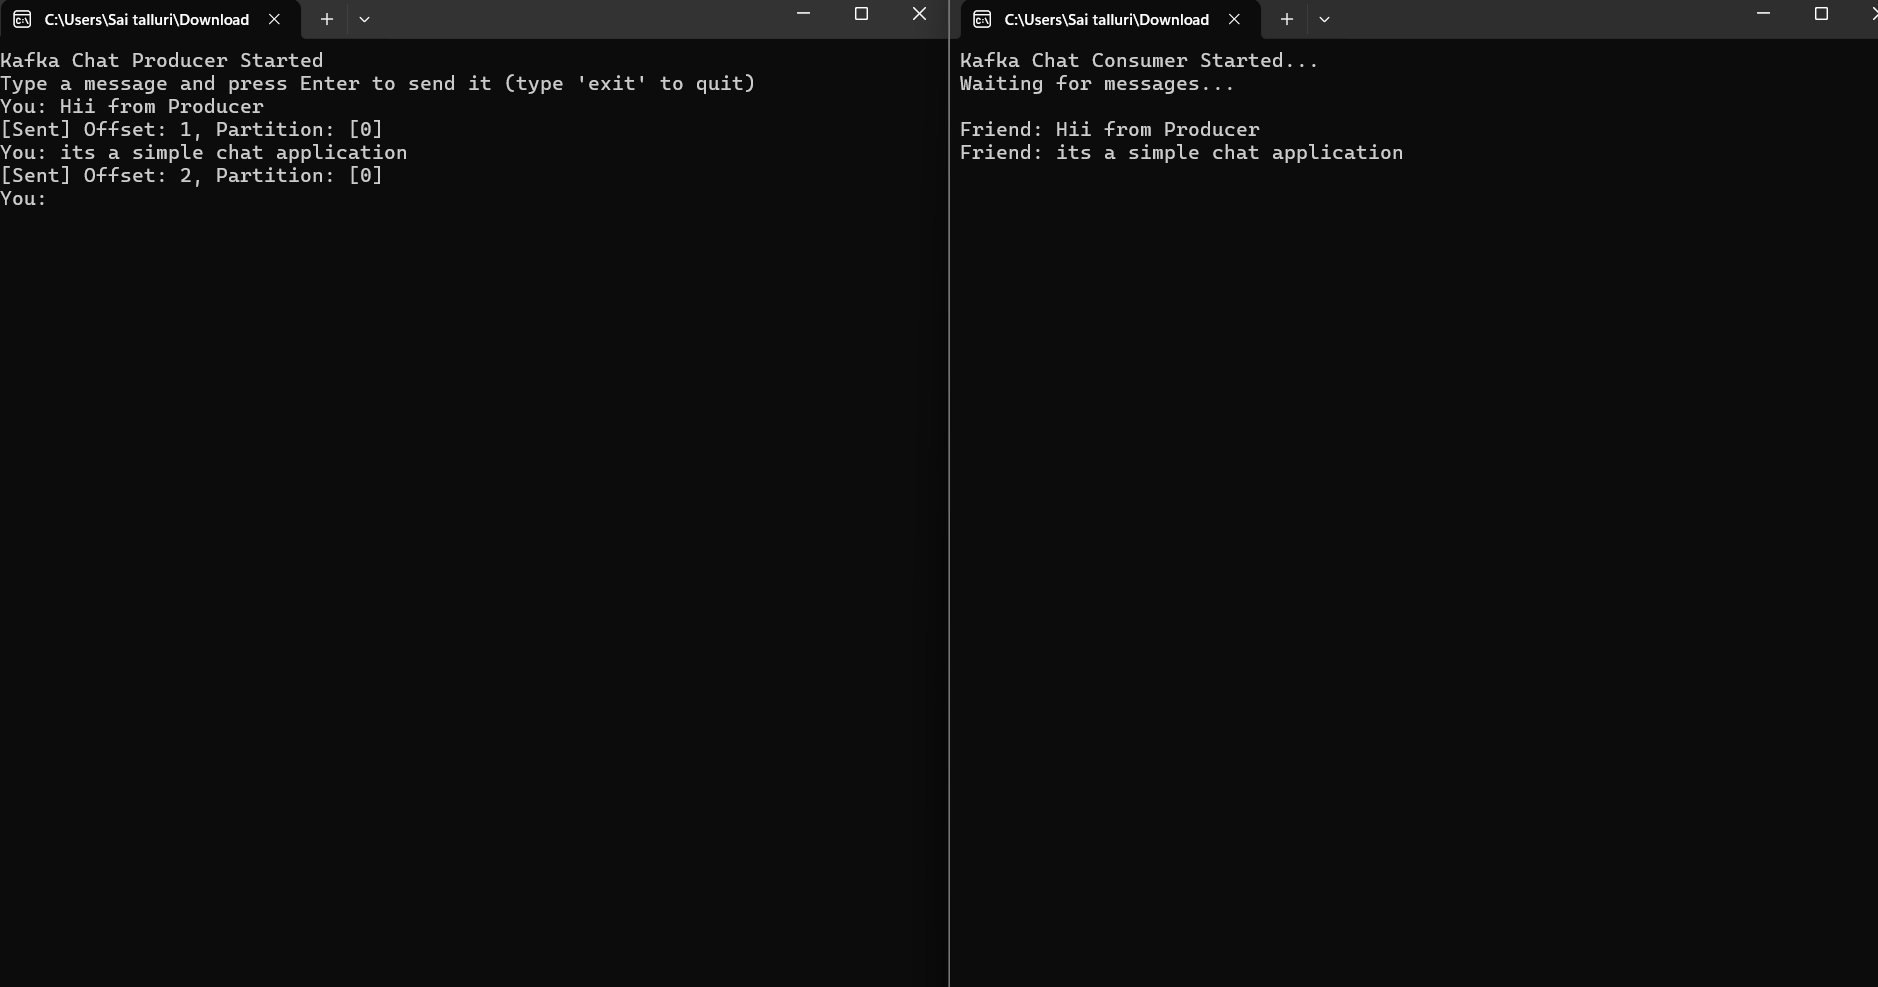 C:\Users\Sai talluri\Download
Kafka Chat Producer Started
Type a message and press Enter to send it (type 'exit' to quit)
You: Hii from Producer
[Sent] Offset: 1, Partition: [0]
You: its a simple chat application
[Sent] Offset: 2, Partition: [0]
You:
C:\Users\Sai talluri\Download
Kafka Chat Consumer Started...
Waiting for messages...
Friend: Hii from Producer
Friend: its a simple chat application